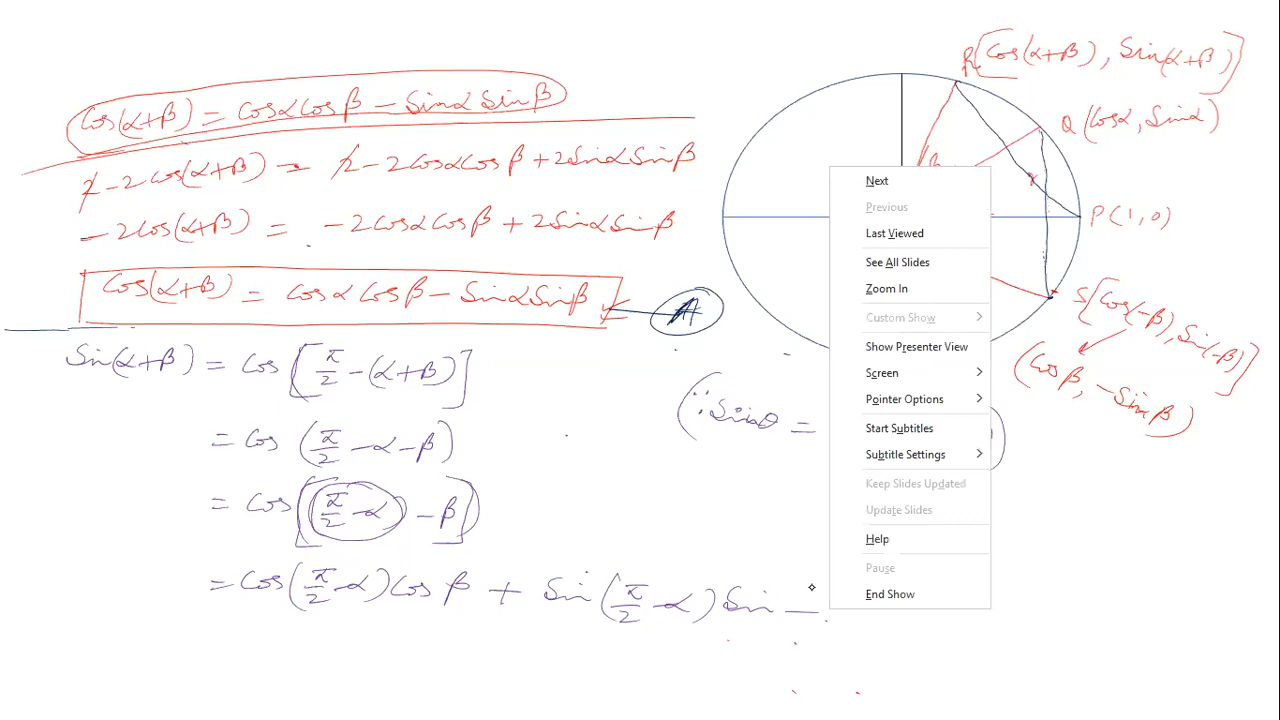 Cos(α+β) = Cosα Cosβ − Sinα Sinβ
2 − 2Cos(α+β) = 2 − 2CosαCosβ + 2SinαSinβ
− 2Cos(α+β) = − 2CosαCosβ + 2SinαSinβ
Cos(α+β) = Cosα Cosβ − SinαSinβ
A
Sin(α+β) = Cos[π/2 − (α+β)]
= Cos (π/2 − α − β)
= Cos[(π/2 − α) − β]
= Cos(π/2 − α) Cos β + Sin(π/2 − α) Sin
(∵ Sinθ =
)
R[Cos(α+β), Sin(α+β)]
Q (Cosα, Sinα)
P(1,0)
S[Cos(−β), Sin(−β)]
(Cosβ, −Sinβ)
Next
Previous
Last Viewed
See All Slides
Zoom In
Custom Show
Show Presenter View
Screen
Pointer Options
Start Subtitles
Subtitle Settings
Keep Slides Updated
Update Slides
Help
Pause
End Show